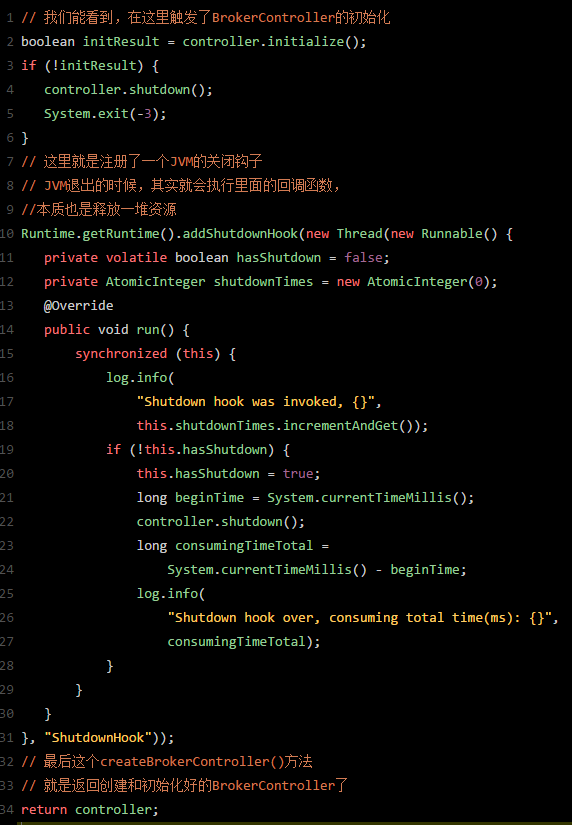 1 // 我们能看到，在这里触发了BrokerController的初始化
2 boolean initResult = controller.initialize();
3 if (!initResult) {
4    controller.shutdown();
5    System.exit(-3);
6 }
7 // 这里就是注册了一个JVM的关闭钩子
8 // JVM退出的时候，其实就会执行里面的回调函数，
9 //本质也是释放一堆资源
10 Runtime.getRuntime().addShutdownHook(new Thread(new Runnable() {
11    private volatile boolean hasShutdown = false;
12    private AtomicInteger shutdownTimes = new AtomicInteger(0);
13    @Override
14    public void run() {
15        synchronized (this) {
16            log.info(
17                "Shutdown hook was invoked, {}",
18                this.shutdownTimes.incrementAndGet());
19            if (!this.hasShutdown) {
20                this.hasShutdown = true;
21                long beginTime = System.currentTimeMillis();
22                controller.shutdown();
23                long consumingTimeTotal =
24                    System.currentTimeMillis() - beginTime;
25                log.info(
26                    "Shutdown hook over, consuming total time(ms): {}",
27                    consumingTimeTotal);
28            }
29        }
30    }
31 }, "ShutdownHook"));
32 // 最后这个createBrokerController()方法
33 // 就是返回创建和初始化好的BrokerController了
34 return controller;